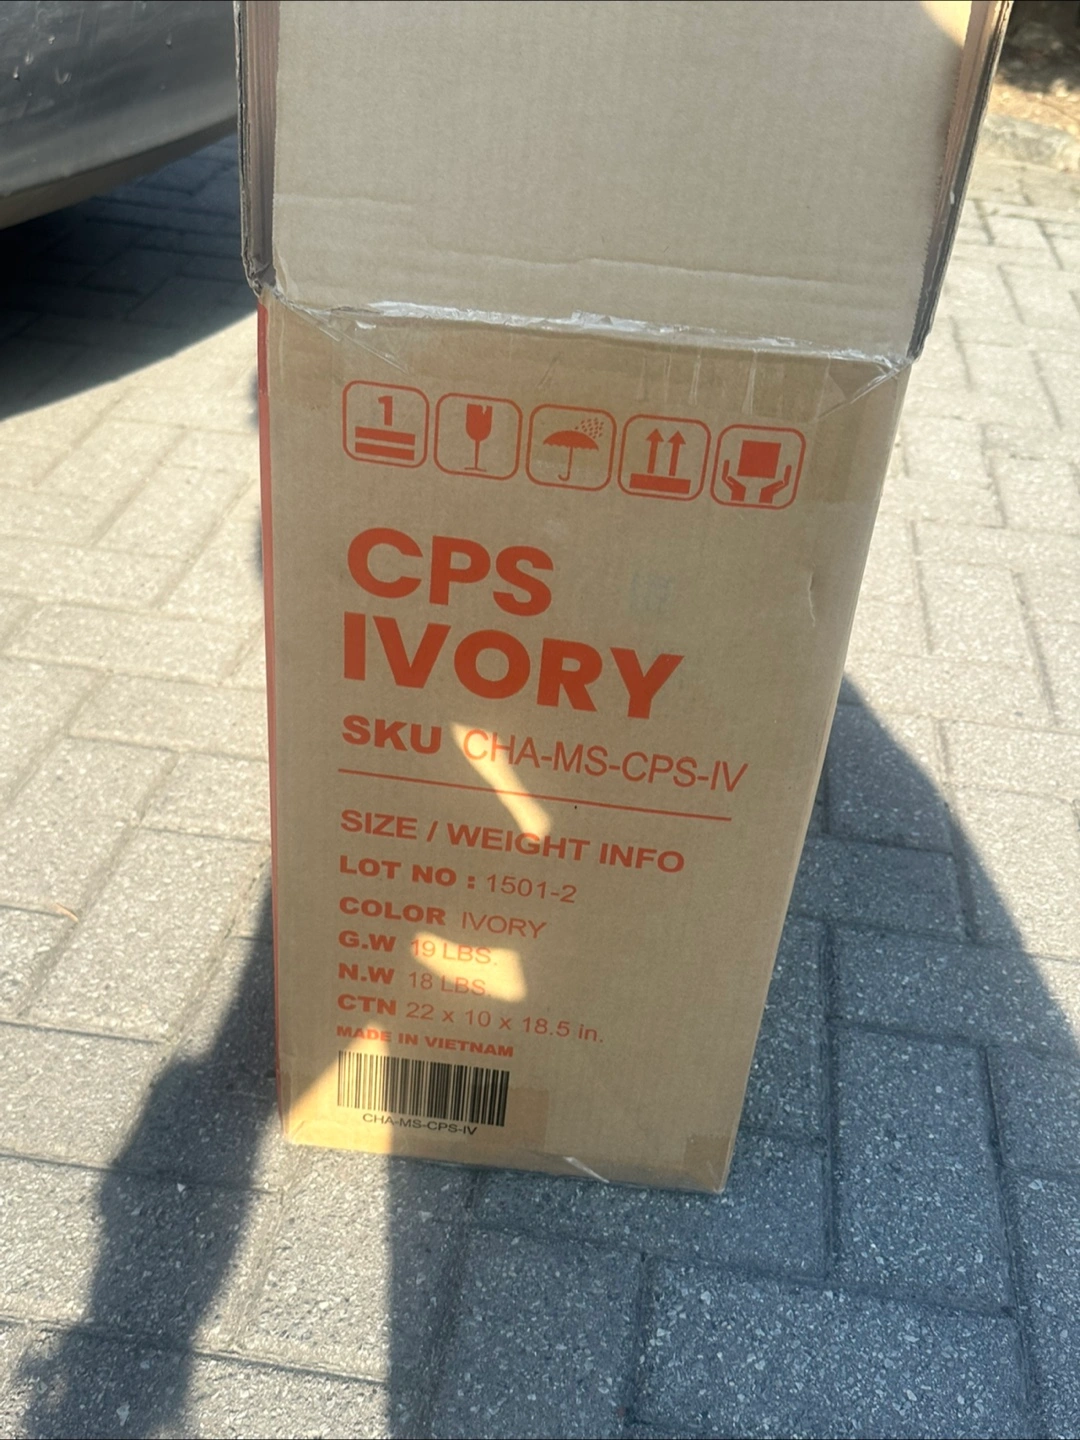 1
CPS
IVORY
SKU CHA-MS-CPS-IV
SIZE / WEIGHT INFO
LOT NO : 1501-2
COLOR IVORY
G.W 19 LBS.
N.W 18 LBS.
CTN 22 x 10 x 18.5 in.
MADE IN VIETNAM
CHA-MS-CPS-IV